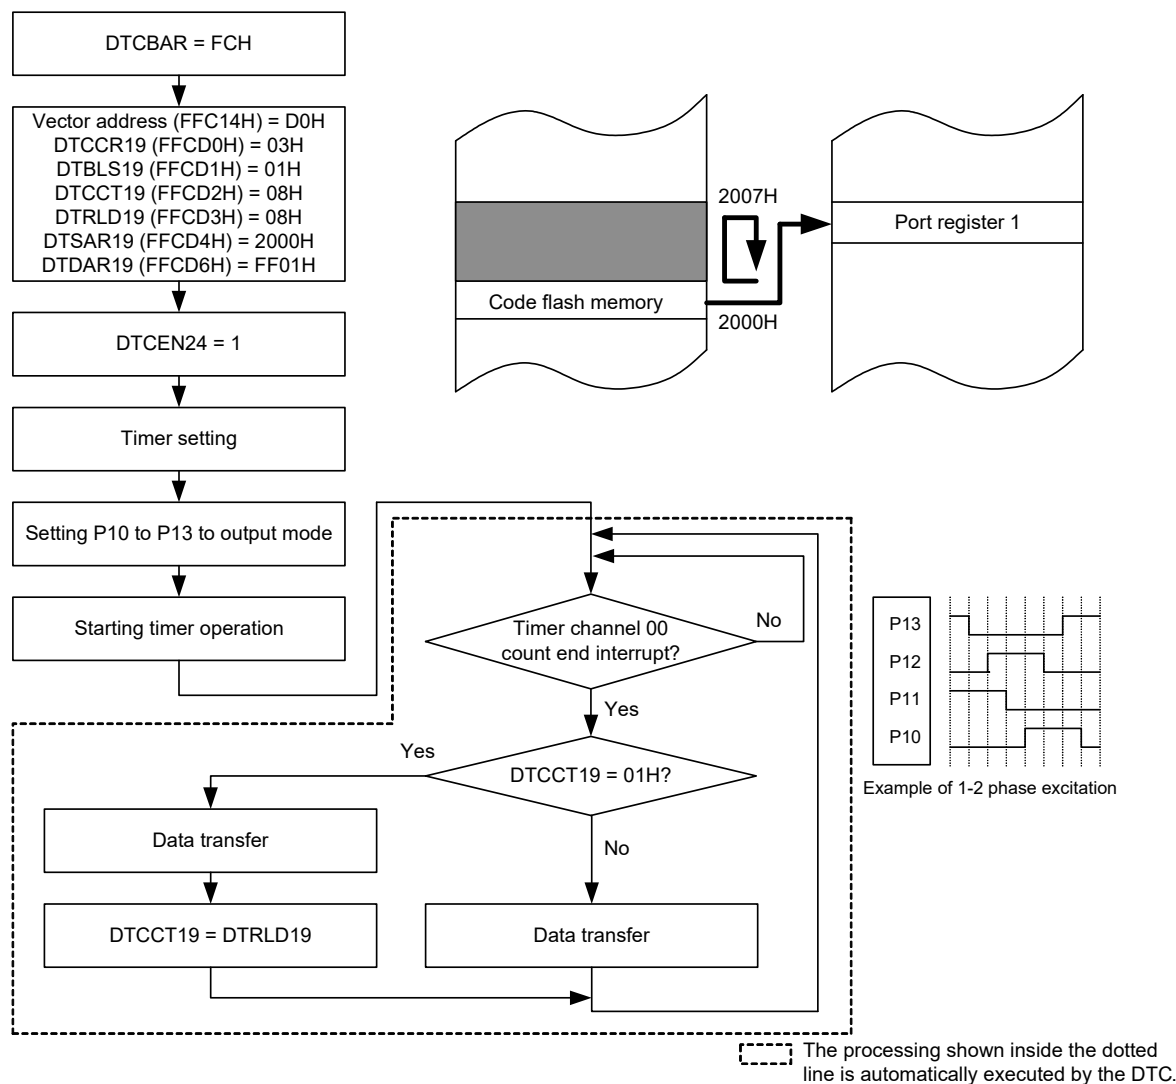 DTCBAR = FCH
Vector address (FFC14H) = D0H
DTCCR19 (FFCD0H) = 03H
DTBLS19 (FFCD1H) = 01H
DTCCT19 (FFCD2H) = 08H
DTRLD19 (FFCD3H) = 08H
DTSAR19 (FFCD4H) = 2000H
DTDAR19 (FFCD6H) = FF01H
DTCEN24 = 1
Timer setting
Setting P10 to P13 to output mode
Starting timer operation
2007H
Port register 1
Code flash memory
2000H
Timer channel 00
count end interrupt?
No
Yes
DTCCT19 = 01H?
Yes
No
Data transfer
DTCCT19 = DTRLD19
Data transfer
P13
P12
P11
P10
Example of 1-2 phase excitation
The processing shown inside the dotted
line is automatically executed by the DTC.